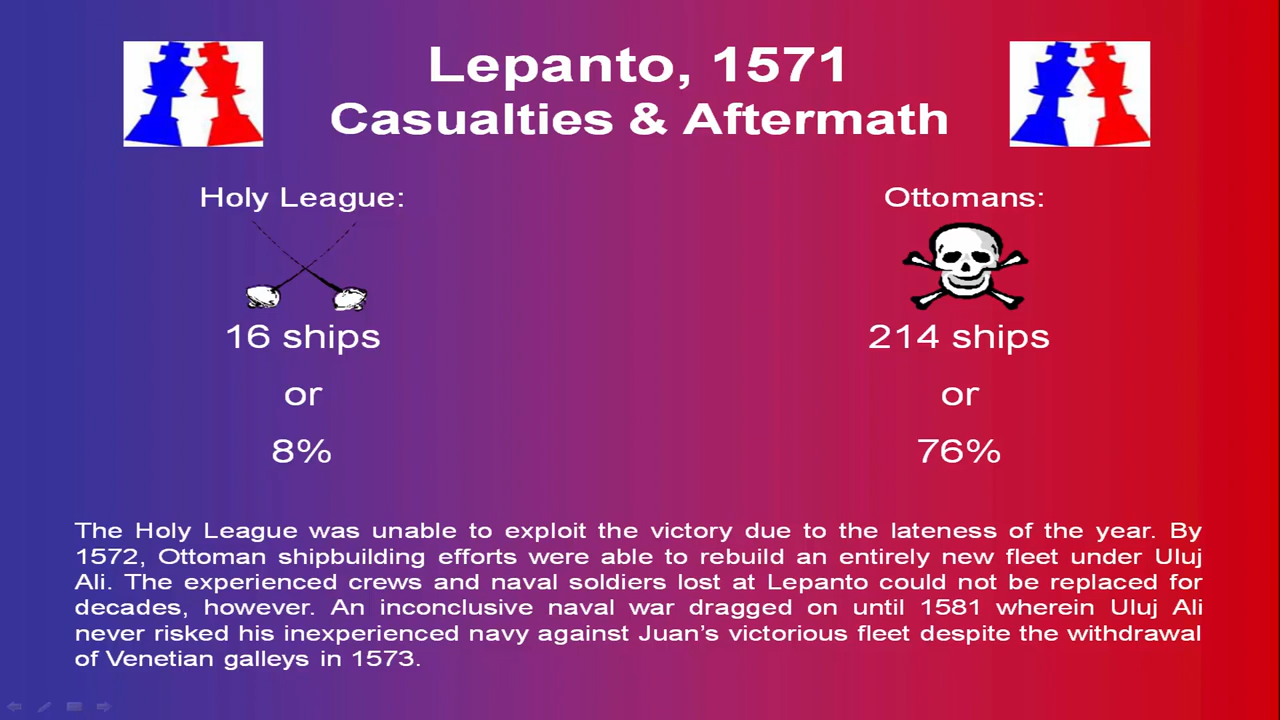 Lepanto, 1571
Casualties & Aftermath
Holy League:
16 ships
or
8%
Ottomans:
214 ships
or
76%
The Holy League was unable to exploit the victory due to the lateness of the year. By
1572, Ottoman shipbuilding efforts were able to rebuild an entirely new fleet under Uluj
Ali. The experienced crews and naval soldiers lost at Lepanto could not be replaced for
decades, however. An inconclusive naval war dragged on until 1581 wherein Uluj Ali
never risked his inexperienced navy against Juan's victorious fleet despite the withdrawal
of Venetian galleys in 1573.